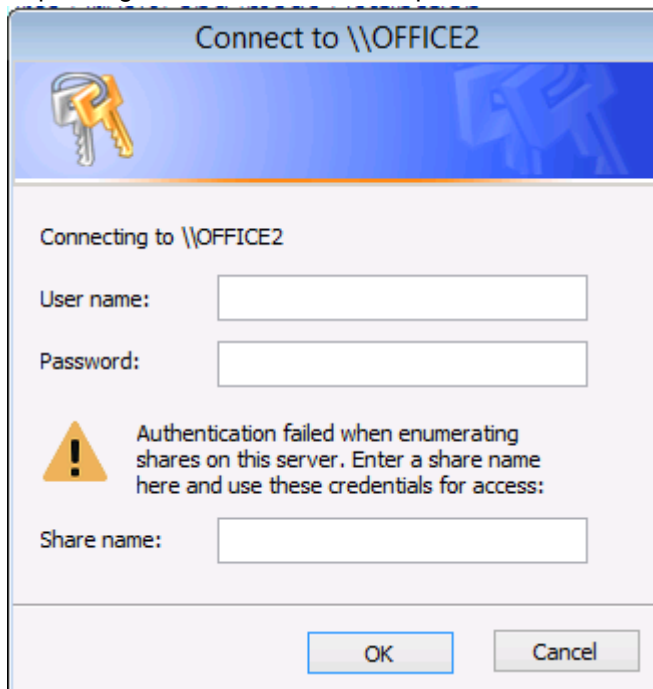 Connect to \\OFFICE2
Connecting to \\OFFICE2
User name:
Password:
Authentication failed when enumerating
shares on this server. Enter a share name
here and use these credentials for access:
Share name:
OK
Cancel